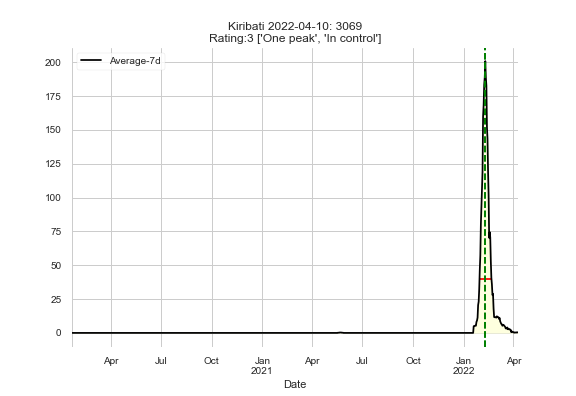 Kiribati 2022-04-10: 3069
Rating:3 ['One peak', 'In control']
Average-7d
200
175
150
125
100
75
50
25
0
Apr Jul Oct Jan Apr Jul Oct Jan Apr
2021 2022
Date